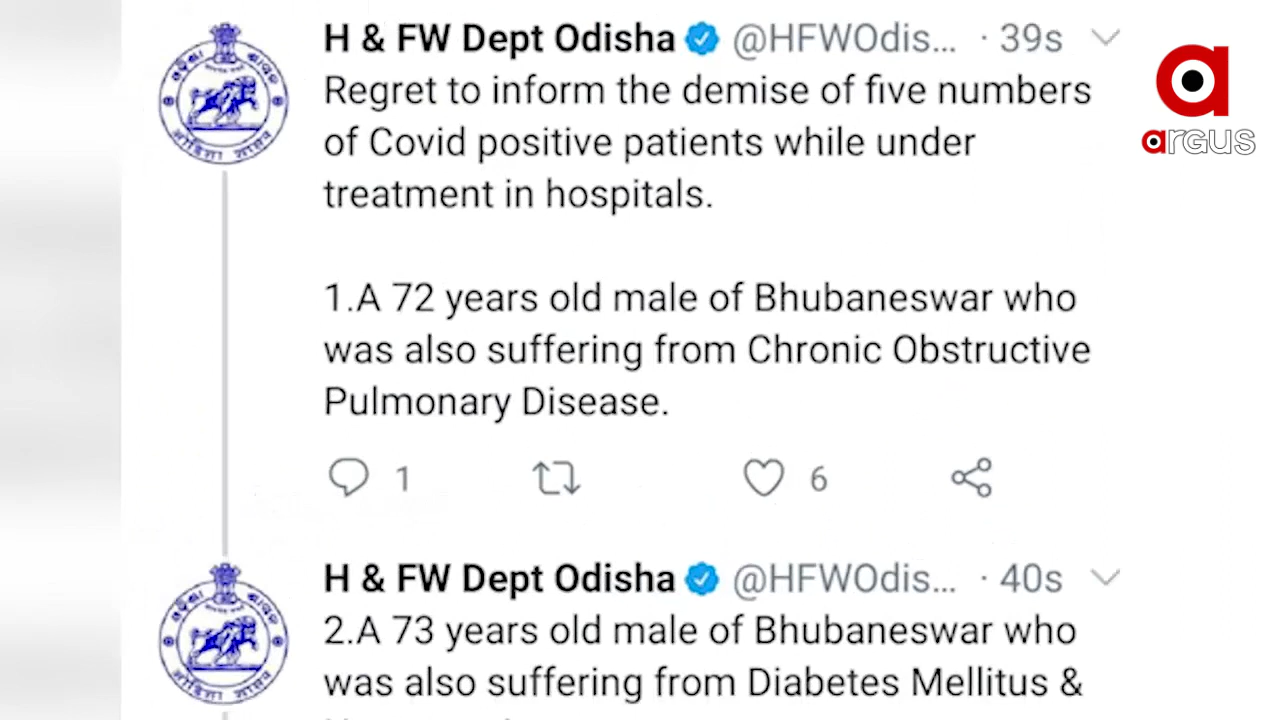 H & FW Dept Odisha @HFWOdis... · 39s
Regret to inform the demise of five numbers
of Covid positive patients while under
treatment in hospitals.
1.A 72 years old male of Bhubaneswar who
was also suffering from Chronic Obstructive
Pulmonary Disease.
1 6
H & FW Dept Odisha @HFWOdis... · 40s
2.A 73 years old male of Bhubaneswar who
was also suffering from Diabetes Mellitus &
a
argus